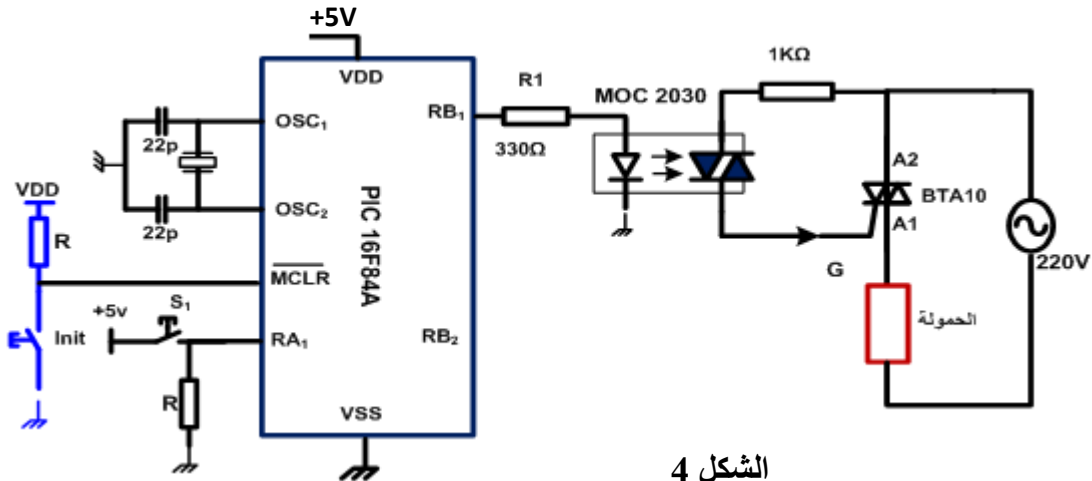 +5V
VDD
OSC₁
22p
OSC₂
22p
VDD
R
MCLR
Init
+5v
S₁
RA₁
R
VSS
PIC 16F84A
RB₁
RB₂
R1
330Ω
MOC 2030
1KΩ
A2
BTA10
A1
G
220V
الحمولة
الشكل 4